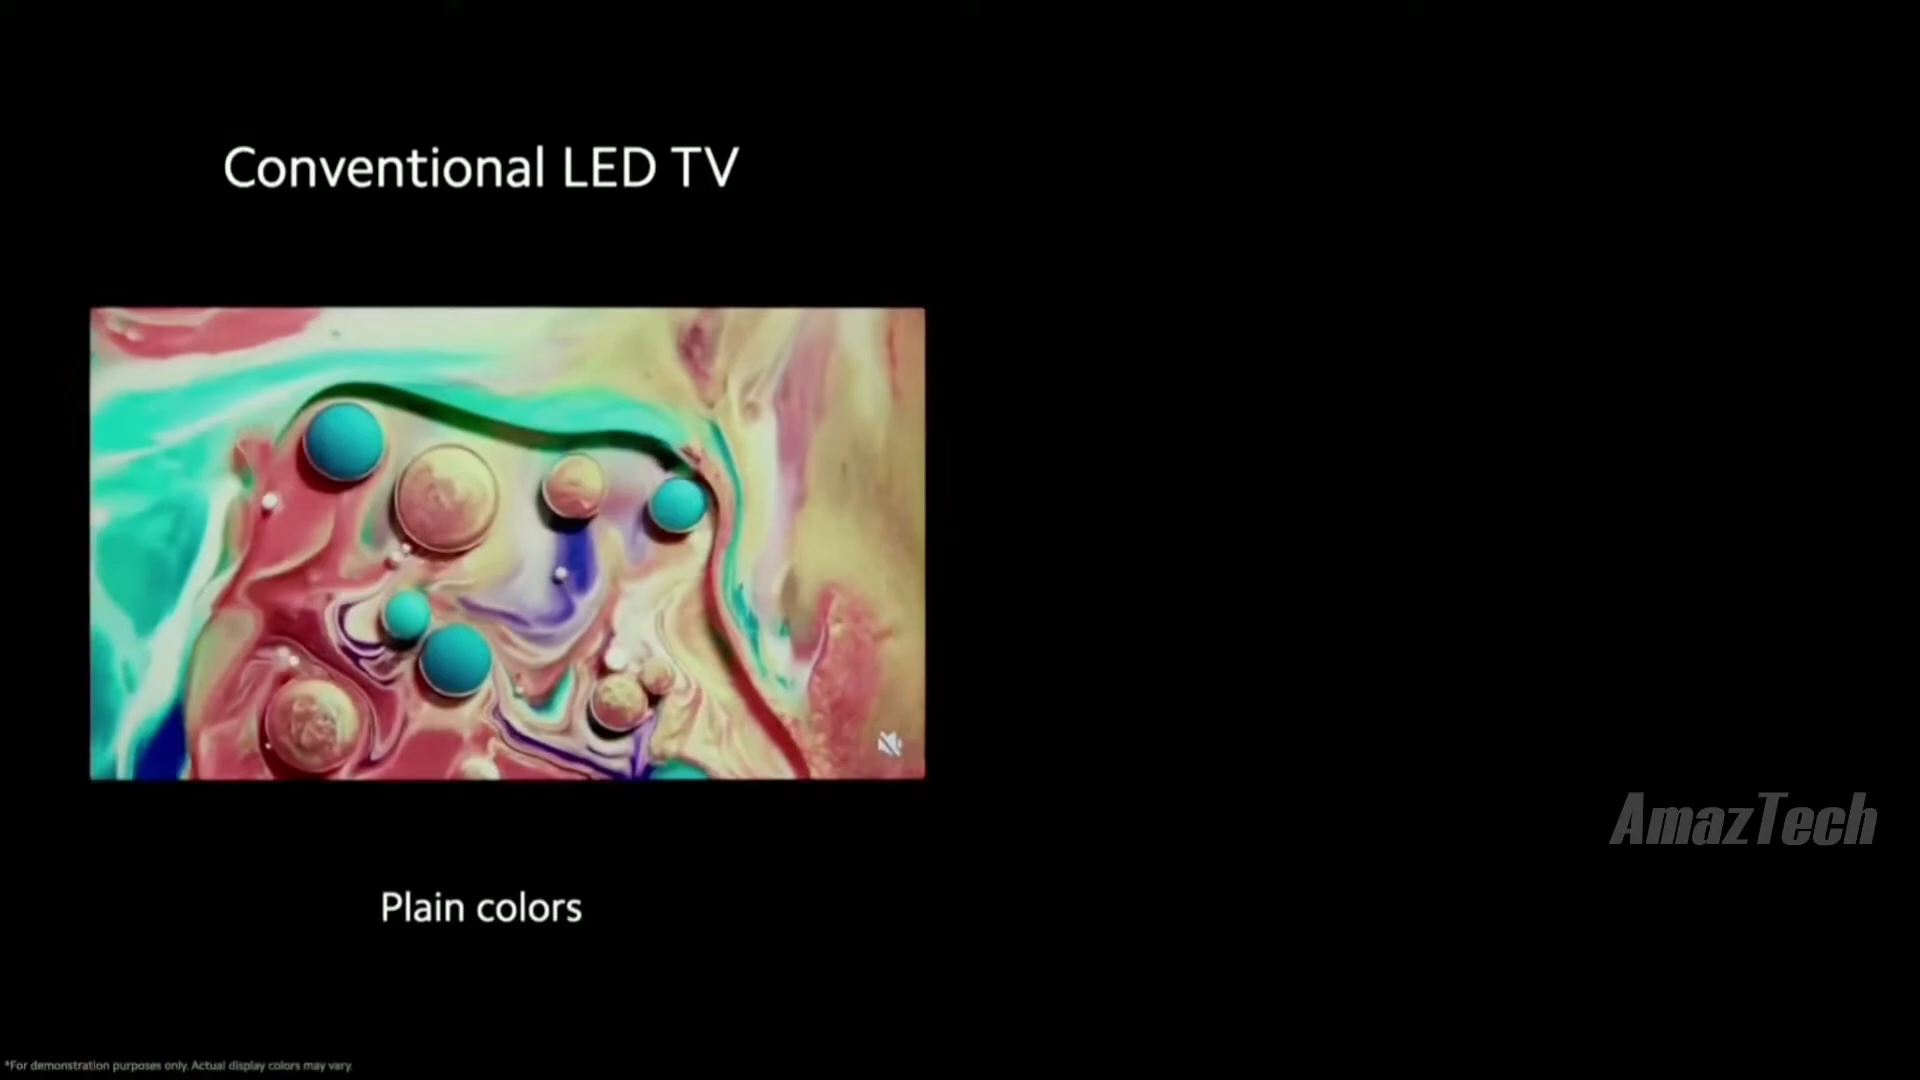 Conventional LED TV
AmazTech
Plain colors
*For demonstration purposes only. Actual display colors may vary.